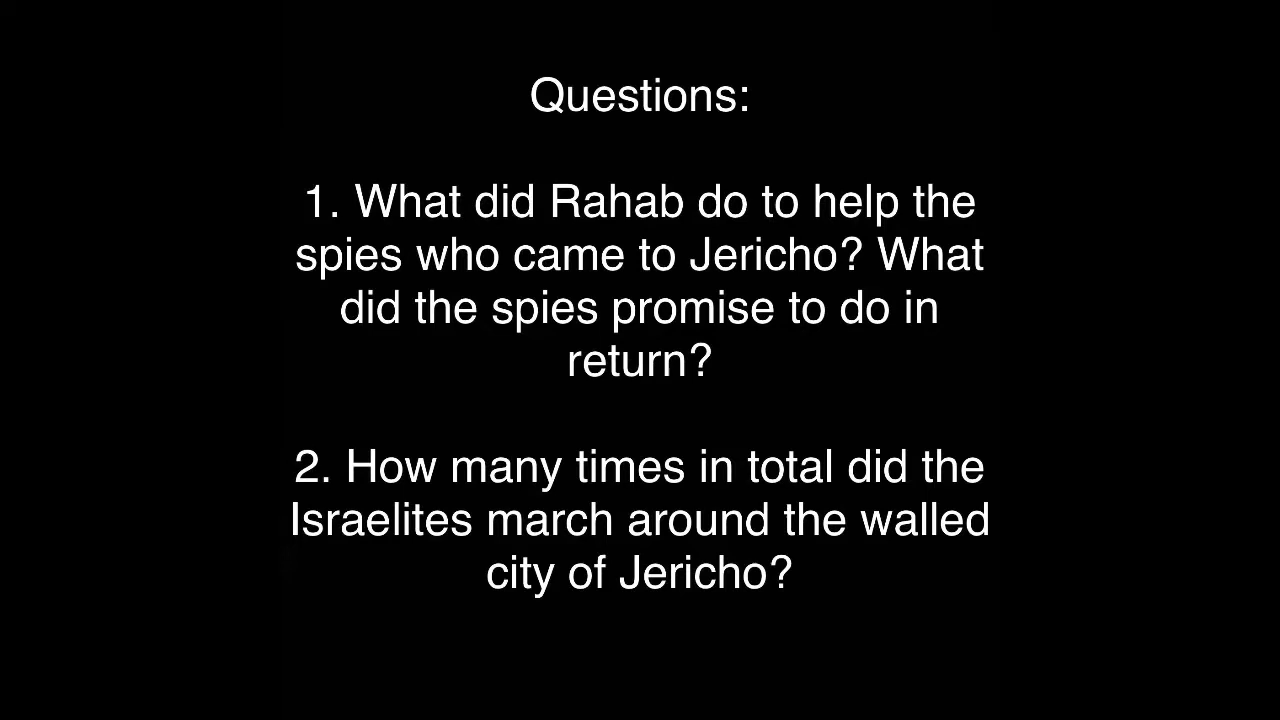 Questions:
1. What did Rahab do to help the
spies who came to Jericho? What
did the spies promise to do in
return?
2. How many times in total did the
Israelites march around the walled
city of Jericho?